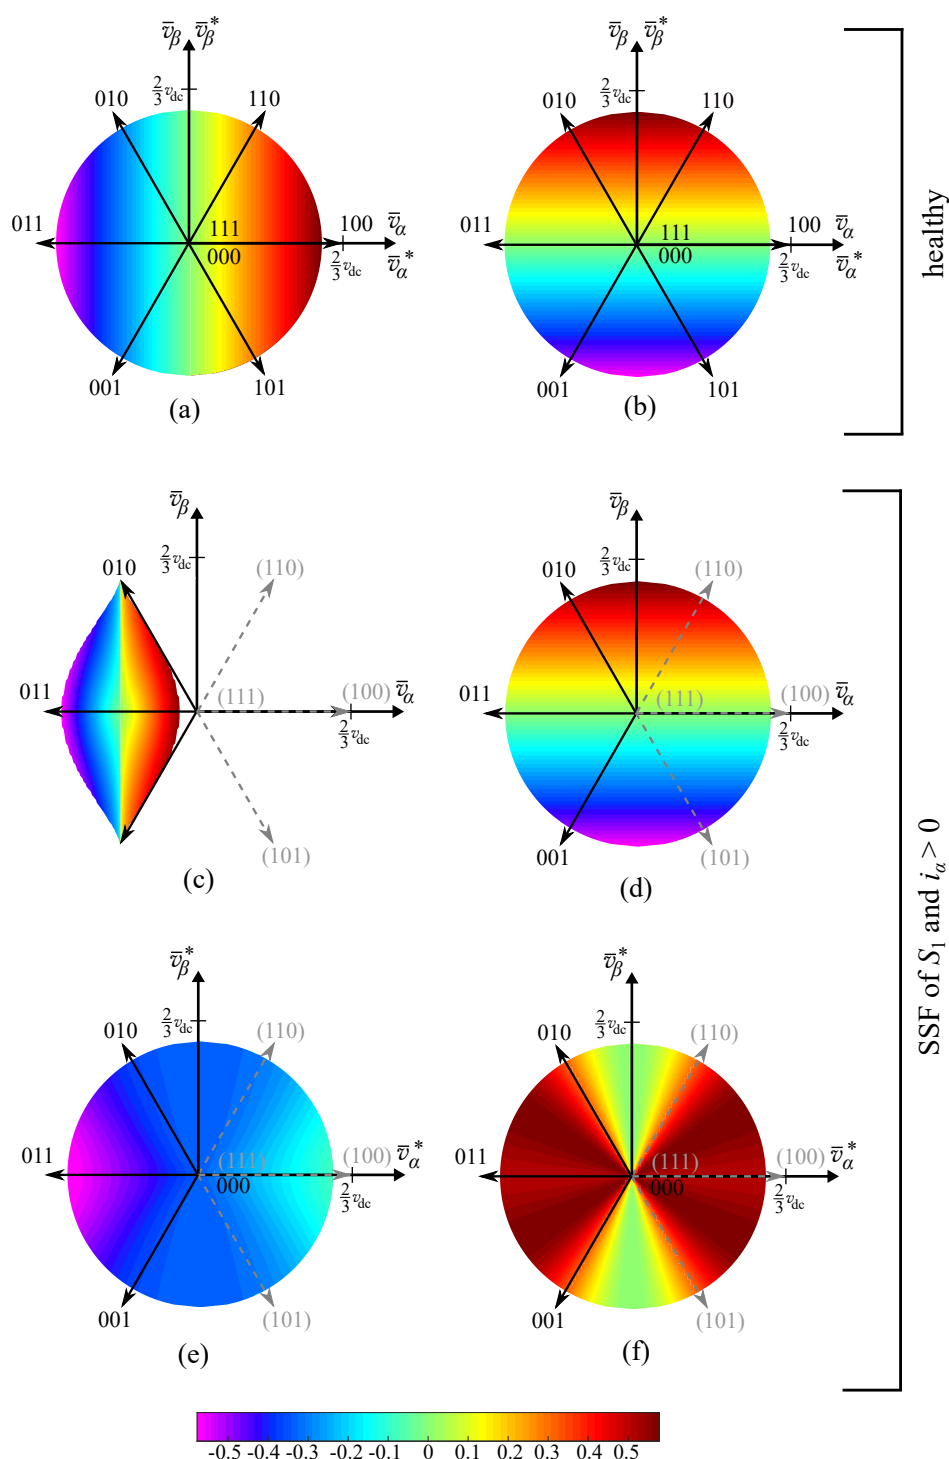 v̅β v̅β*
2/3 vdc
010
110
011
111
000
100
v̅α
v̅α*
2/3 vdc
001
101
(a)
v̅β v̅β*
2/3 vdc
010
110
011
111
000
100
v̅α
v̅α*
2/3 vdc
001
101
(b)
healthy
v̅β
2/3 vdc
010
(110)
011
(111)
(100)
v̅α
2/3 vdc
(101)
(c)
v̅β
2/3 vdc
010
(110)
011
(111)
(100)
v̅α
2/3 vdc
001
(101)
(d)
v̅β*
2/3 vdc
010
(110)
011
(111)
000
(100)
v̅α*
2/3 vdc
001
(101)
(e)
v̅β*
2/3 vdc
010
(110)
011
(111)
000
(100)
v̅α*
2/3 vdc
001
(101)
(f)
SSF of S1 and iα > 0
-0.5 -0.4 -0.3 -0.2 -0.1 0 0.1 0.2 0.3 0.4 0.5